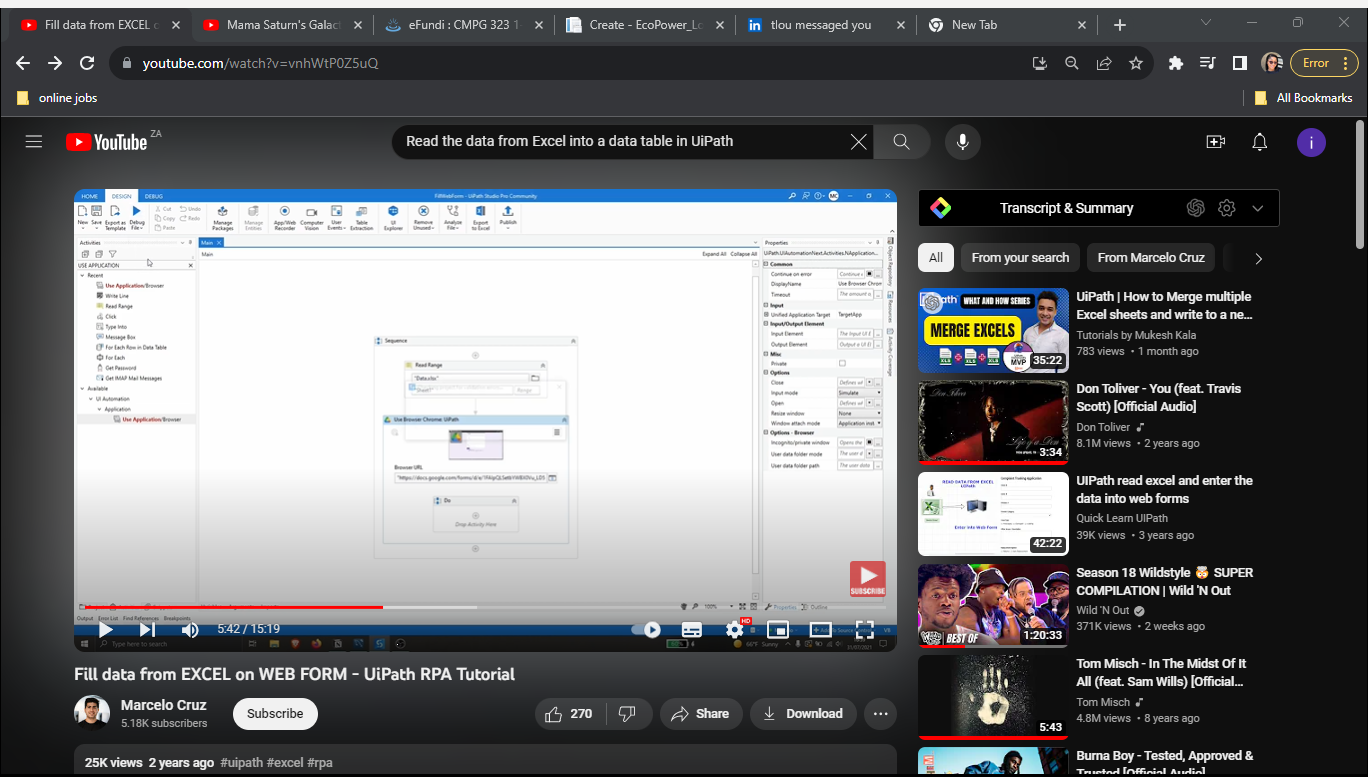 Fill data from EXCEL o
Mama Saturn's Galac
eFundi : CMPG 323 1
Create - EcoPower_Lo
tlou messaged you
New Tab
youtube.com/watch?v=vnhWtP0Z5uQ
Error
online jobs
All Bookmarks
YouTube ZA
Read the data from Excel into a data table in UiPath
i
HOME DESIGN DEBUG
FillWebForm - UiPath Studio Pro Community
MC
New Save Export as Template Debug File
Cut Undo
Copy Redo
Paste
Manage Packages
Manage Entities
App/Web Recorder
Computer Vision
User Events
Table Extraction
UI Explorer
Remove Unused
Analyze File
Export to Excel
Publish
Activities
USE APPLICATION
Recent
Use Application/Browser
Write Line
Read Range
Click
Type Into
Message Box
For Each Row in Data Table
For Each
Get Password
Get IMAP Mail Messages
Available
UI Automation
Application
Use Application/Browser
Main
Main
Expand All Collapse All
Sequence
Read Range
"Data.xlsx"
Use Browser Chrome: UiPath
Browser URL
Do
Drop Activity Here
Properties
UiPath.UIAutomationNext.Activities.NApplication...
Common
Continue on error
DisplayName Use Browser Chrom
Timeout The amount o
Input
Unified Application Target TargetApp
Input/Output Element
Input Element The Input UI E
Output Element Output a UI E
Misc
Private
Options
Close Defines wh
Input mode Simulate
Open Defines wh
Resize window None
Window attach mode Application inst
Options - Browser
Incognito/private window Opens the
User data folder mode The user d
User data folder path The user data
Object Repository
Resources
Activity Coverage
SUBSCRIBE
100%
Properties Outline
Output Error List Find References Breakpoints
5:42 / 15:19
HD
Type here to search
66°F Sunny
Fill data from EXCEL on WEB FORM - UiPath RPA Tutorial
Marcelo Cruz
5.18K subscribers
Subscribe
270
Share
Download
25K views 2 years ago #uipath #excel #rpa
Transcript & Summary
All
From your search
From Marcelo Cruz
WHAT AND HOW SERIES
MERGE EXCELS
MVP
35:22
UiPath | How to Merge multiple
Excel sheets and write to a ne...
Tutorials by Mukesh Kala
783 views • 1 month ago
3:34
Don Toliver - You (feat. Travis
Scott) [Official Audio]
Don Toliver
8.1M views • 2 years ago
READ DATA FROM EXCEL
UIPATH
Enter Into Web Form
42:22
UIPath read excel and enter the
data into web forms
Quick Learn UIPath
39K views • 3 years ago
BEST OF
1:20:33
Season 18 Wildstyle 🤯 SUPER
COMPILATION | Wild 'N Out
Wild 'N Out
371K views • 2 weeks ago
5:43
Tom Misch - In The Midst Of It
All (feat. Sam Wills) [Official...
Tom Misch
4.8M views • 8 years ago
Burna Boy - Tested, Approved &
Trusted [Official Audio]